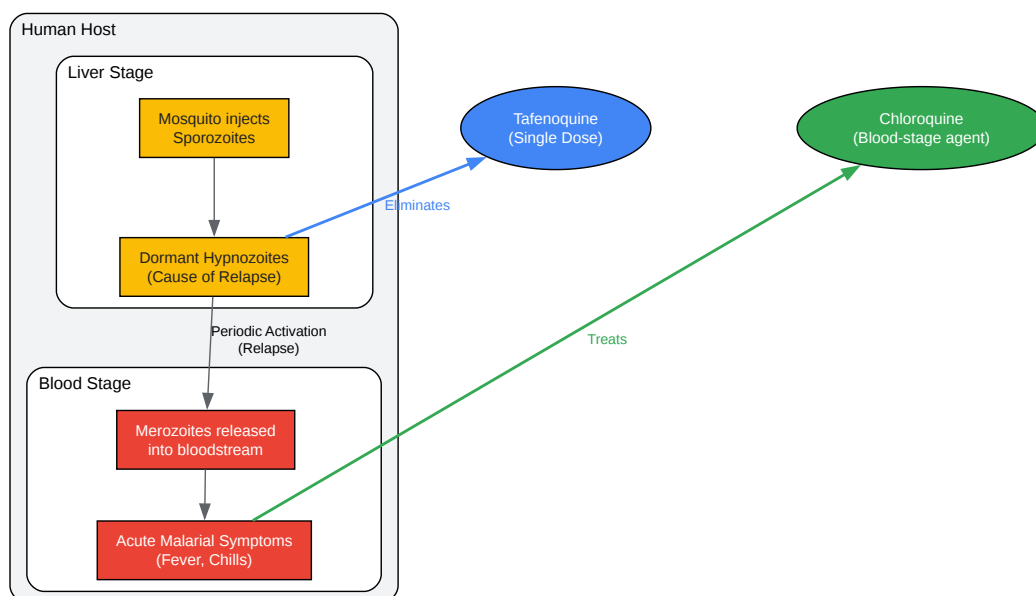 Human Host
Liver Stage
Mosquito injects
Sporozoites
Tafenoquine
(Single Dose)
Chloroquine
(Blood-stage agent)
Eliminates
Dormant Hypnozoites
(Cause of Relapse)
Periodic Activation
(Relapse)
Treats
Blood Stage
Merozoites released
into bloodstream
Acute Malarial Symptoms
(Fever, Chills)